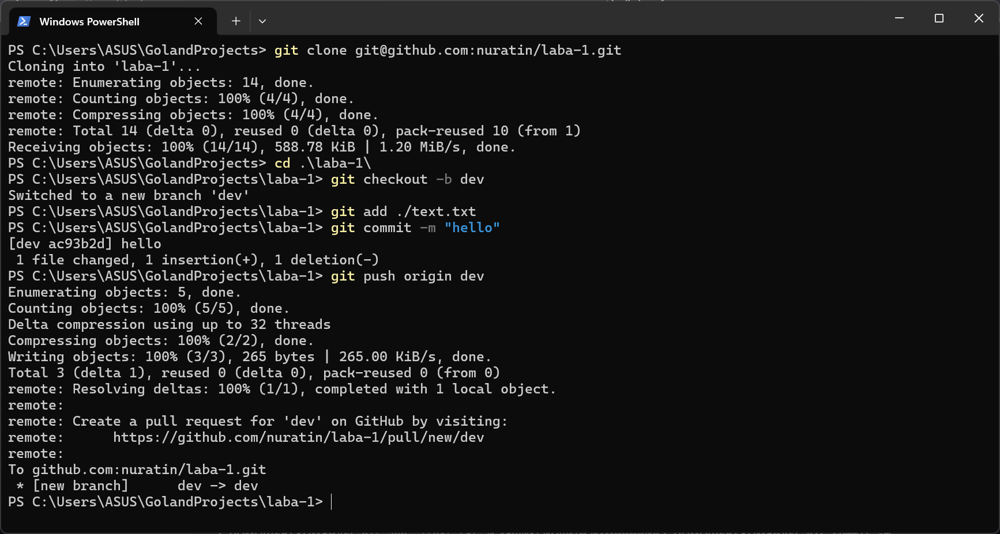 Windows PowerShell
PS C:\Users\ASUS\GolandProjects> git clone git@github.com:nuratin/laba-1.git
Cloning into 'laba-1'...
remote: Enumerating objects: 14, done.
remote: Counting objects: 100% (4/4), done.
remote: Compressing objects: 100% (4/4), done.
remote: Total 14 (delta 0), reused 0 (delta 0), pack-reused 10 (from 1)
Receiving objects: 100% (14/14), 588.78 KiB | 1.20 MiB/s, done.
PS C:\Users\ASUS\GolandProjects> cd .\laba-1\
PS C:\Users\ASUS\GolandProjects\laba-1> git checkout -b dev
Switched to a new branch 'dev'
PS C:\Users\ASUS\GolandProjects\laba-1> git add ./text.txt
PS C:\Users\ASUS\GolandProjects\laba-1> git commit -m "hello"
[dev ac93b2d] hello
 1 file changed, 1 insertion(+), 1 deletion(-)
PS C:\Users\ASUS\GolandProjects\laba-1> git push origin dev
Enumerating objects: 5, done.
Counting objects: 100% (5/5), done.
Delta compression using up to 32 threads
Compressing objects: 100% (2/2), done.
Writing objects: 100% (3/3), 265 bytes | 265.00 KiB/s, done.
Total 3 (delta 1), reused 0 (delta 0), pack-reused 0 (from 0)
remote: Resolving deltas: 100% (1/1), completed with 1 local object.
remote:
remote: Create a pull request for 'dev' on GitHub by visiting:
remote:      https://github.com/nuratin/laba-1/pull/new/dev
remote:
To github.com:nuratin/laba-1.git
 * [new branch]      dev -> dev
PS C:\Users\ASUS\GolandProjects\laba-1>